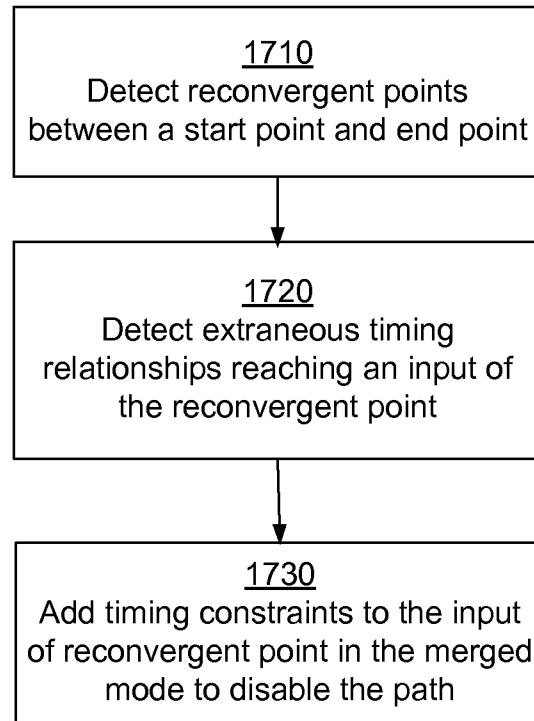 1710
Detect reconvergent points
between a start point and end point
1720
Detect extraneous timing
relationships reaching an input of
the reconvergent point
1730
Add timing constraints to the input
of reconvergent point in the merged
mode to disable the path